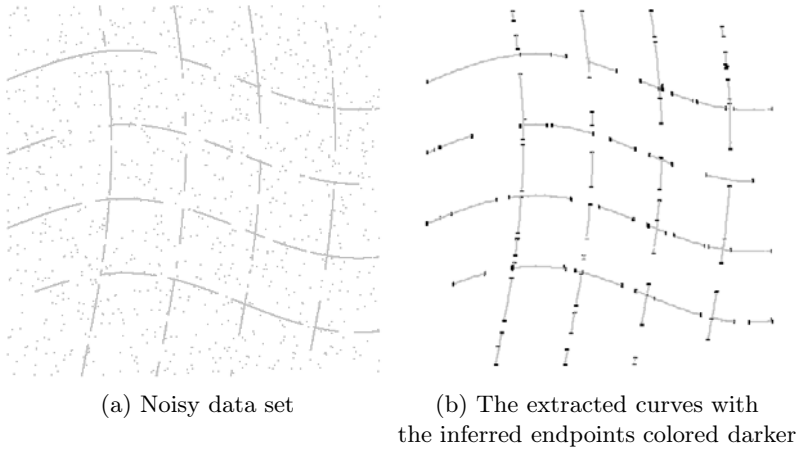 (a) Noisy data set
(b) The extracted curves with
the inferred endpoints colored darker